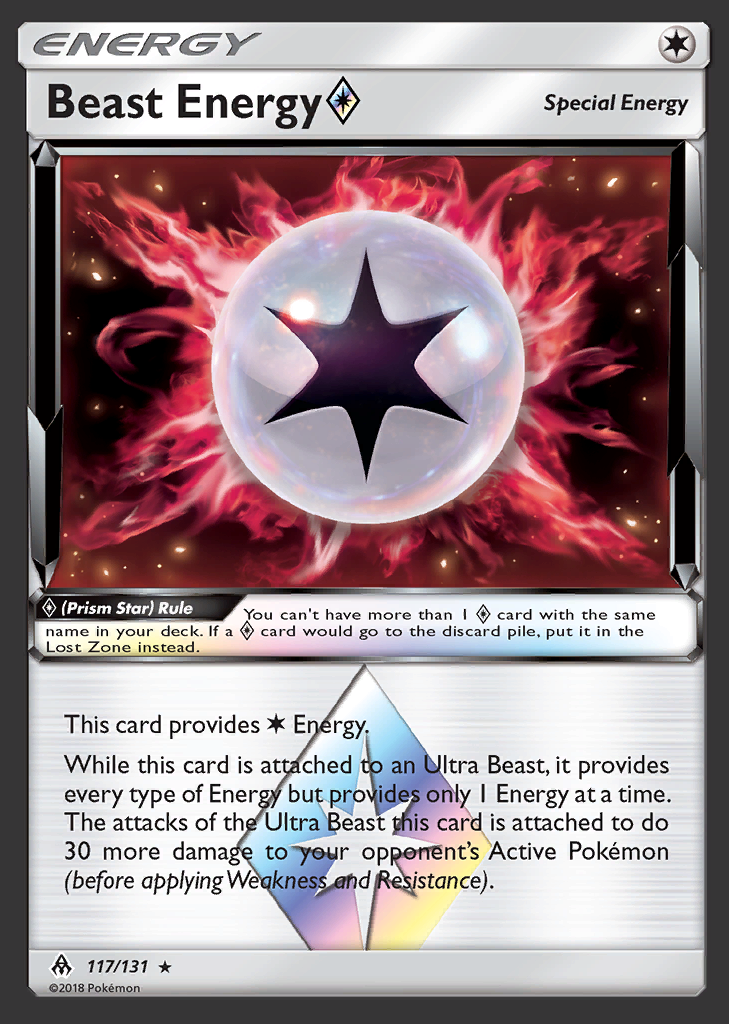 ENERGY
Beast Energy
Special Energy
(Prism Star) Rule
You can't have more than 1 ◇ card with the same
name in your deck. If a ◇ card would go to the discard pile, put it in the
Lost Zone instead.
This card provides ✶ Energy.
While this card is attached to an Ultra Beast, it provides
every type of Energy but provides only 1 Energy at a time.
The attacks of the Ultra Beast this card is attached to do
30 more damage to your opponent's Active Pokémon
(before applying Weakness and Resistance).
117/131 ★
©2018 Pokémon